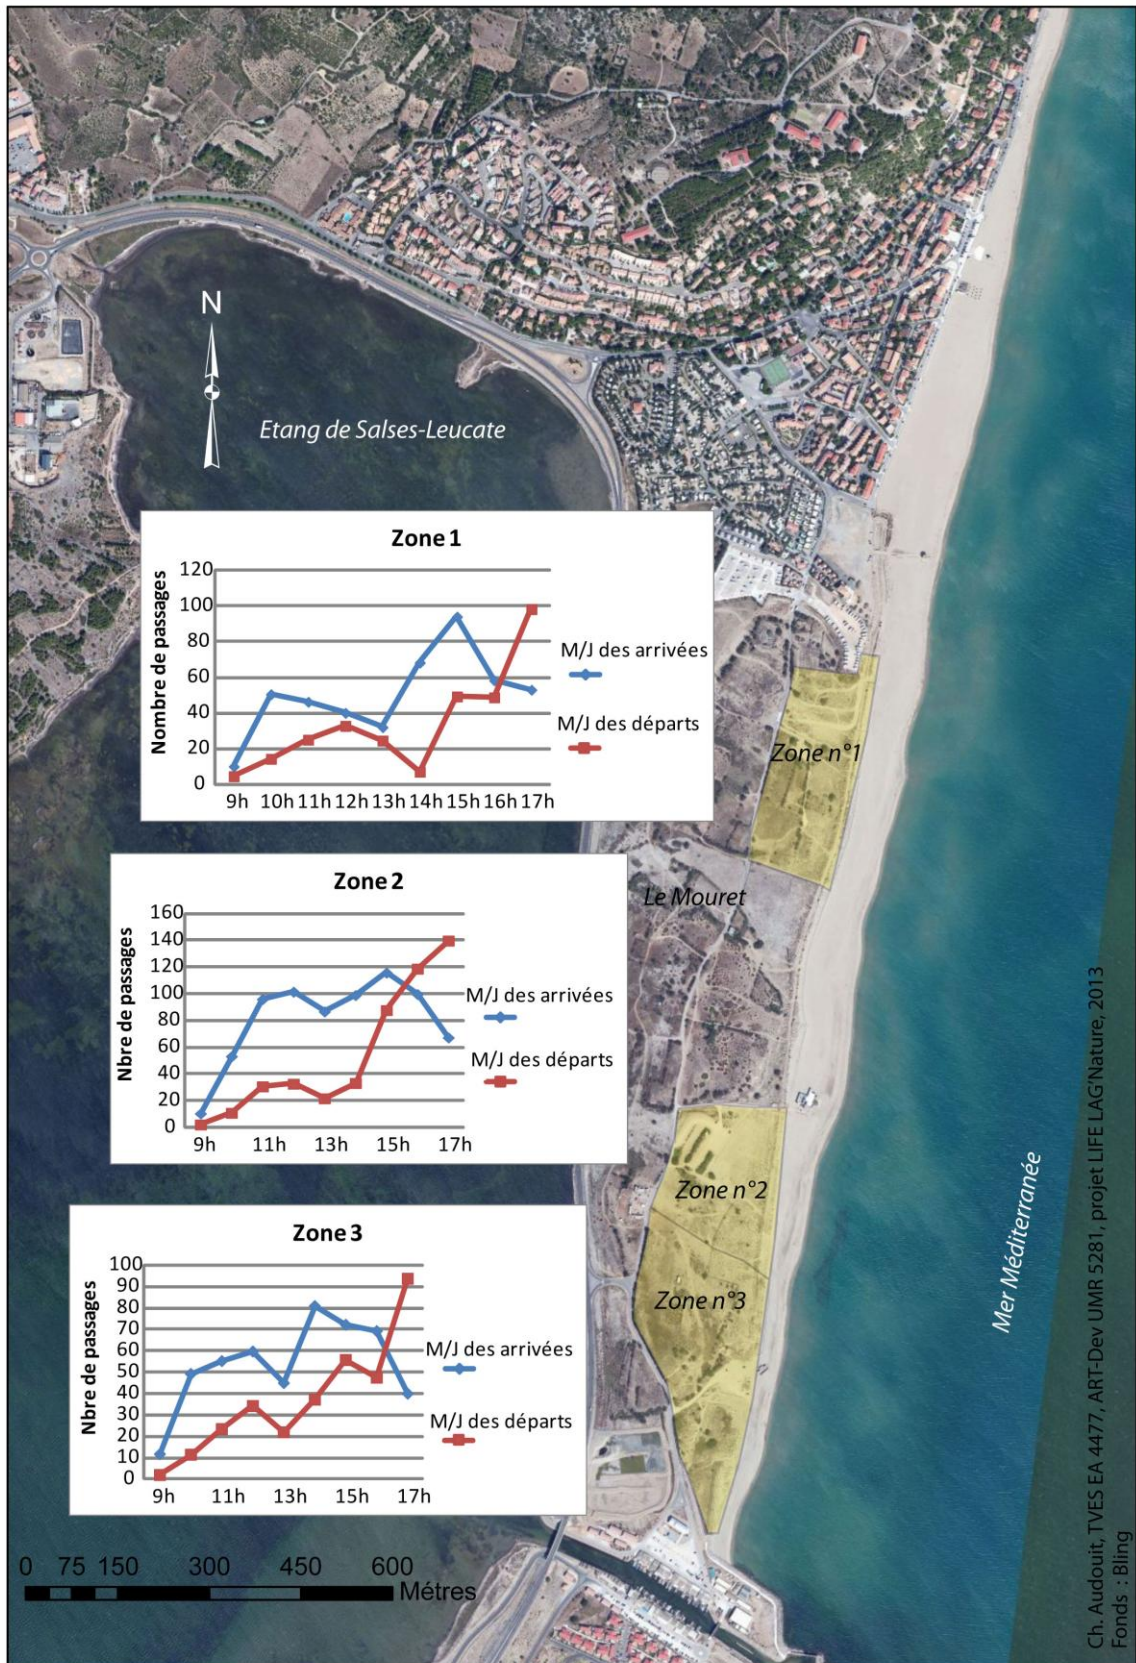 N
Etang de Salses-Leucate
Zone 1
Nombre de passages
120
100
80
60
40
20
0
9h 10h 11h 12h 13h 14h 15h 16h 17h
M/J des arrivées
M/J des départs
Zone n°1
Le Mouret
Zone 2
Nbre de passages
160
140
120
100
80
60
40
20
0
9h 11h 13h 15h 17h
M/J des arrivées
M/J des départs
Zone n°2
Zone n°3
Zone 3
Nbre de passages
100
90
80
70
60
50
40
30
20
10
0
9h 11h 13h 15h 17h
M/J des arrivées
M/J des départs
Mer Méditerranée
0 75 150 300 450 600
Métres
Ch. Audouit, TVES EA 4477, ART-Dev UMR 5281, projet LIFE LAG'Nature, 2013
Fonds : Bling